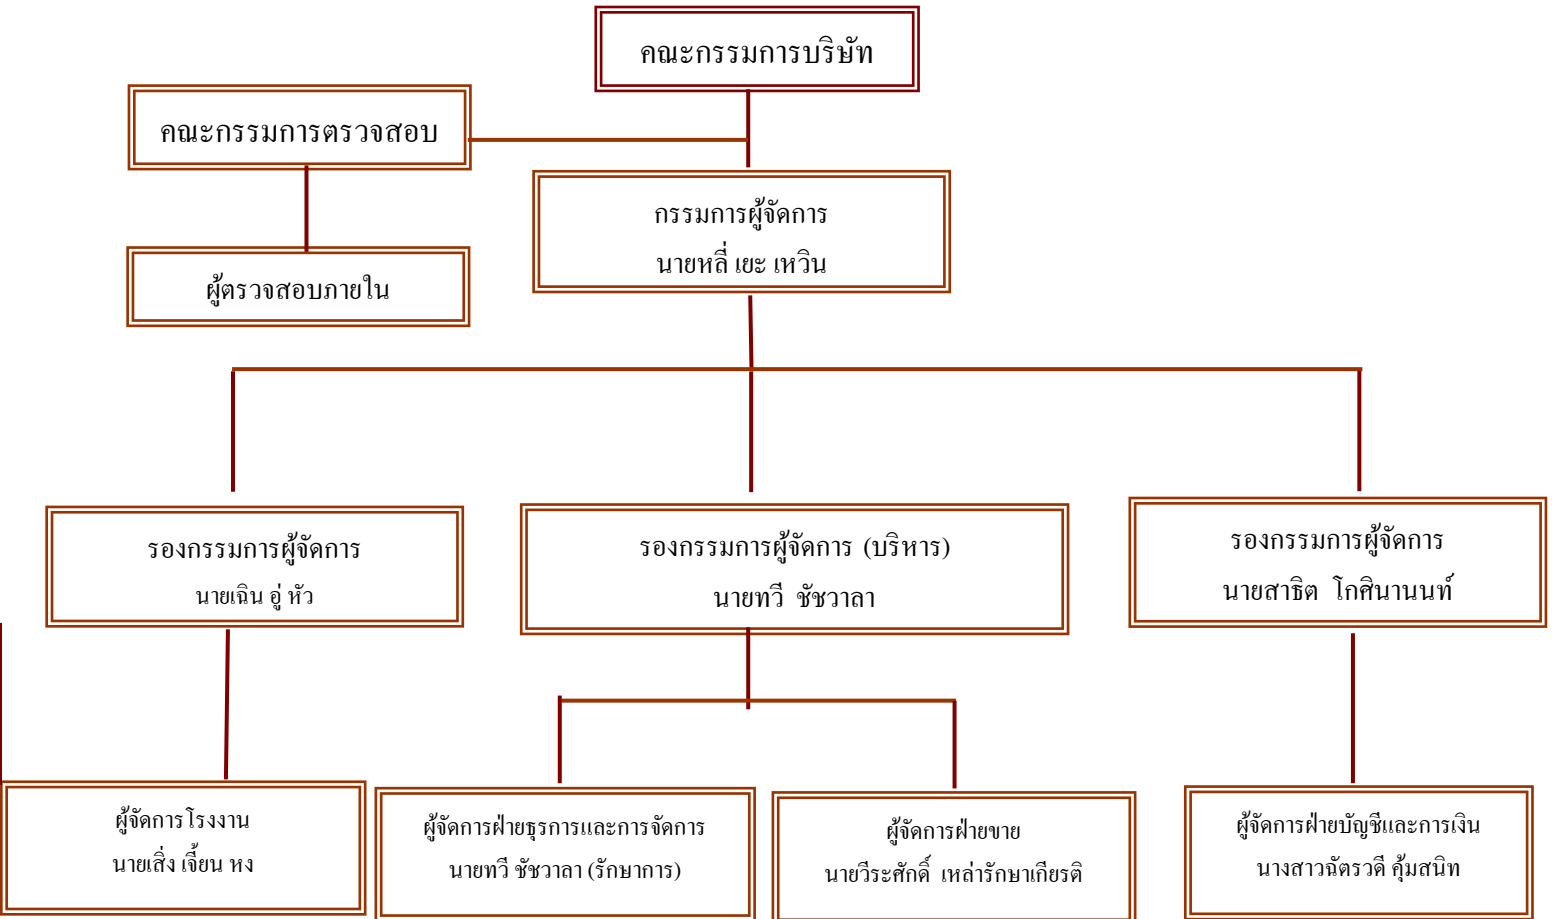 คณะกรรมการบริษัท
คณะกรรมการตรวจสอบ
กรรมการผู้จัดการ
นายหลี่ เยะ เหวิน
ผู้ตรวจสอบภายใน
รองกรรมการผู้จัดการ
นายเฉิน อู่ หัว
รองกรรมการผู้จัดการ (บริหาร)
นายทวี ชัชวาลา
รองกรรมการผู้จัดการ
นายสาธิต โกศินานนท์
ผู้จัดการโรงงาน
นายเสิ่ง เจี้ยน หง
ผู้จัดการฝ่ายธุรการและการจัดการ
นายทวี ชัชวาลา (รักษาการ)
ผู้จัดการฝ่ายขาย
นายวีระศักดิ์ เหล่ารักษาเกียรติ
ผู้จัดการฝ่ายบัญชีและการเงิน
นางสาวฉัตรวดี คุ้มสนิท